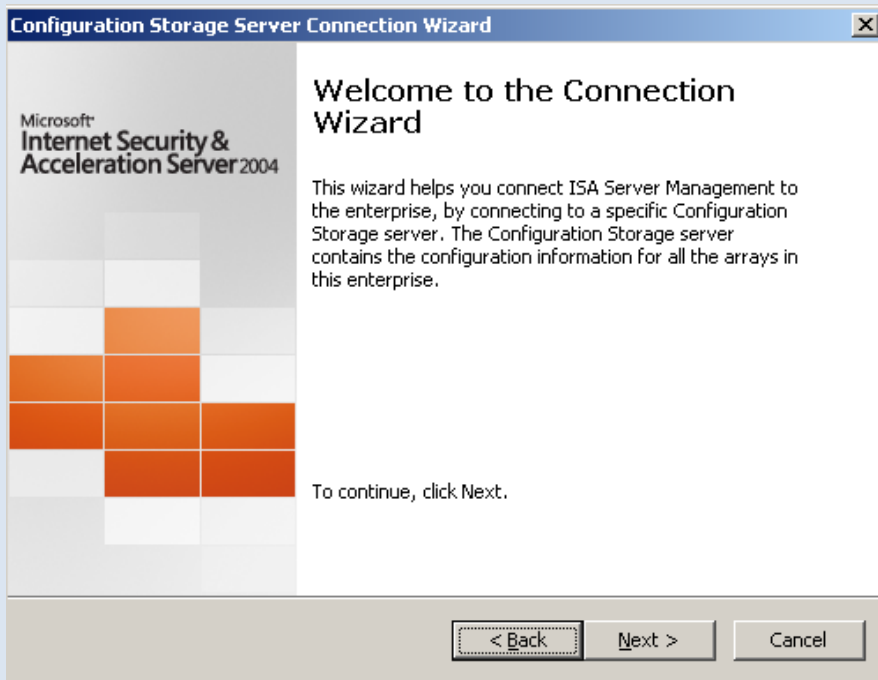 Configuration Storage Server Connection Wizard
Microsoft
Internet Security &
Acceleration Server 2004
Welcome to the Connection
Wizard
This wizard helps you connect ISA Server Management to
the enterprise, by connecting to a specific Configuration
Storage server. The Configuration Storage server
contains the configuration information for all the arrays in
this enterprise.
To continue, click Next.
< Back
Next >
Cancel